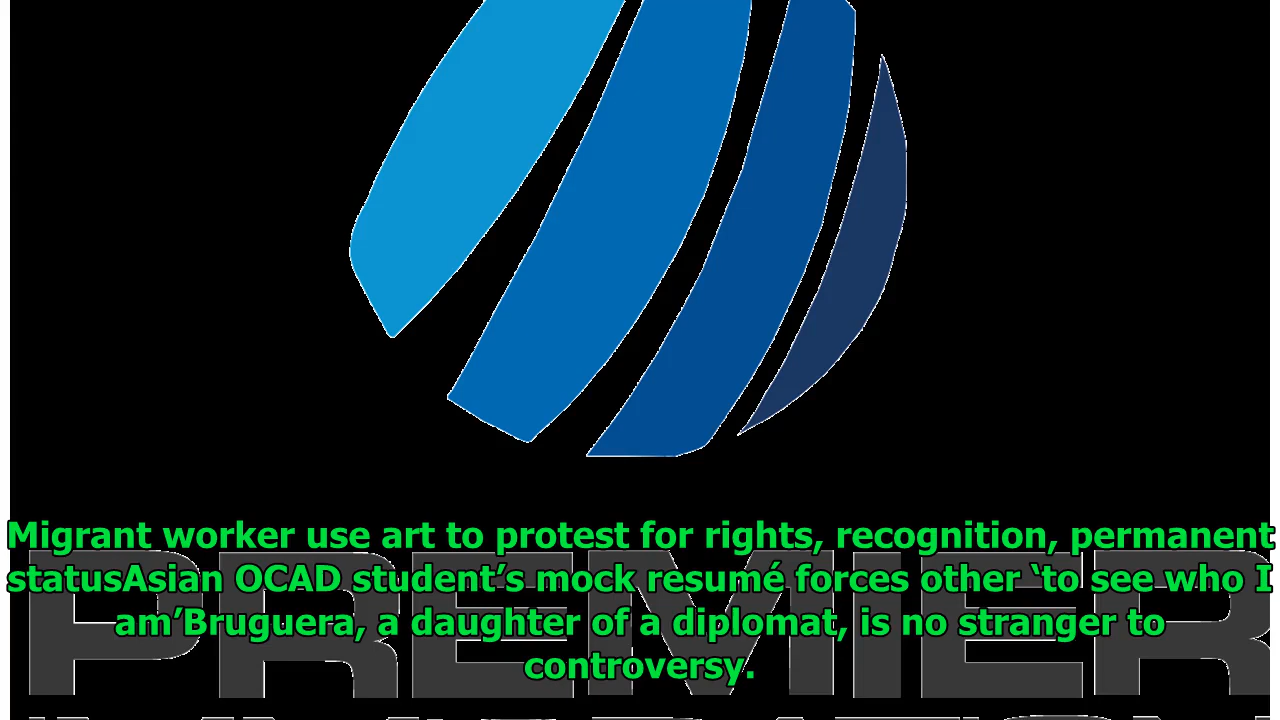 Migrant worker use art to protest for rights, recognition, permanent
statusAsian OCAD student’s mock resumé forces other ‘to see who I
am’Bruguera, a daughter of a diplomat, is no stranger to
controversy.
PREMIER